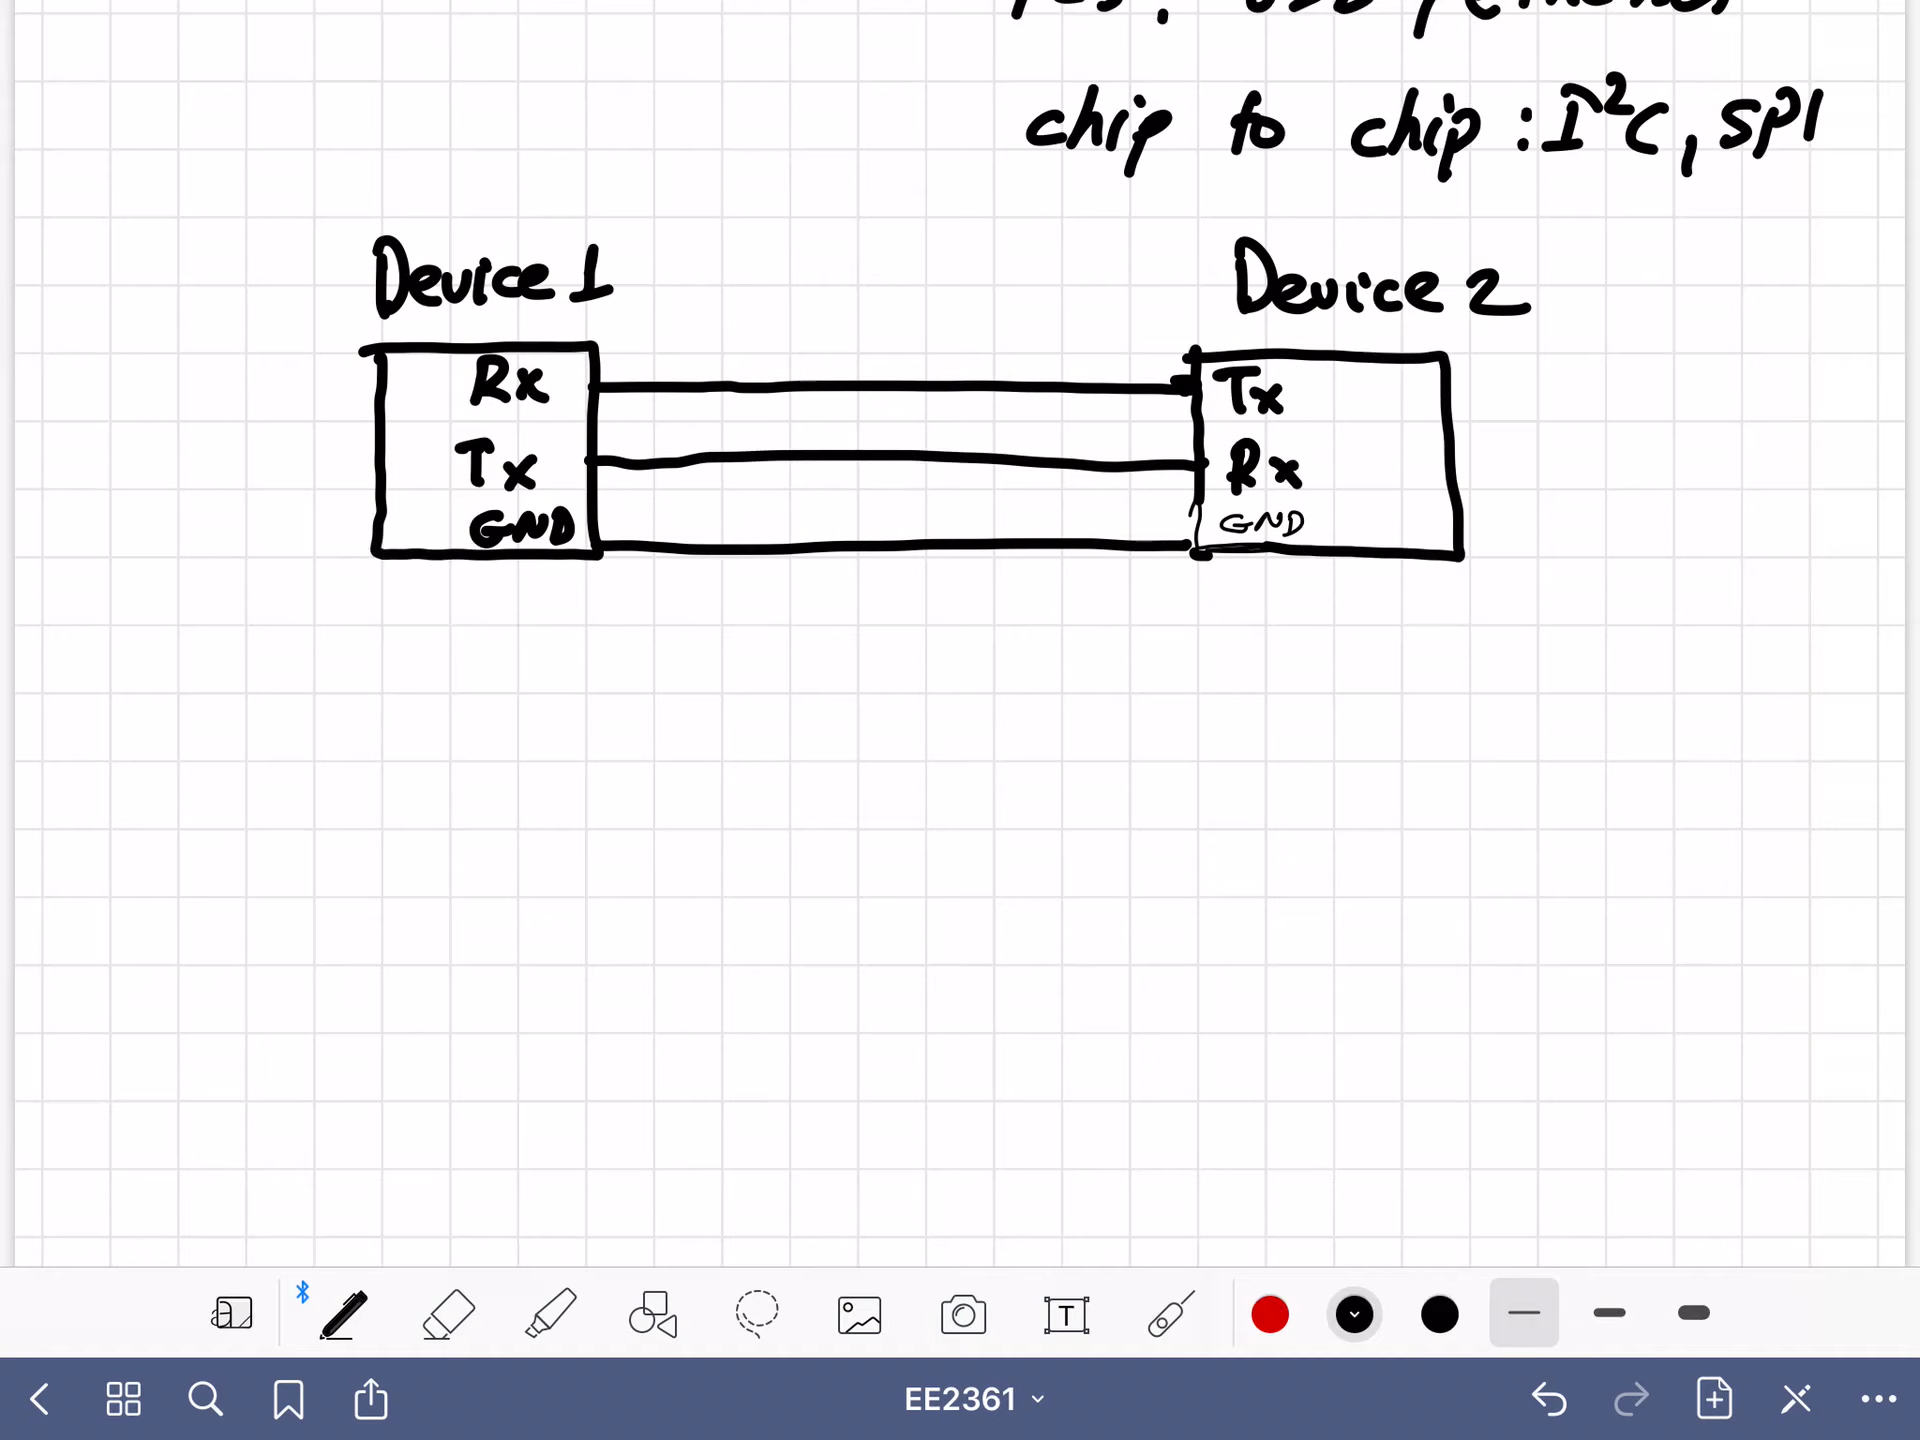 chip to chip : I²C, SPI
Device 1
Device 2
Rx
Tx
Tx
Rx
GND
GND
T
EE2361